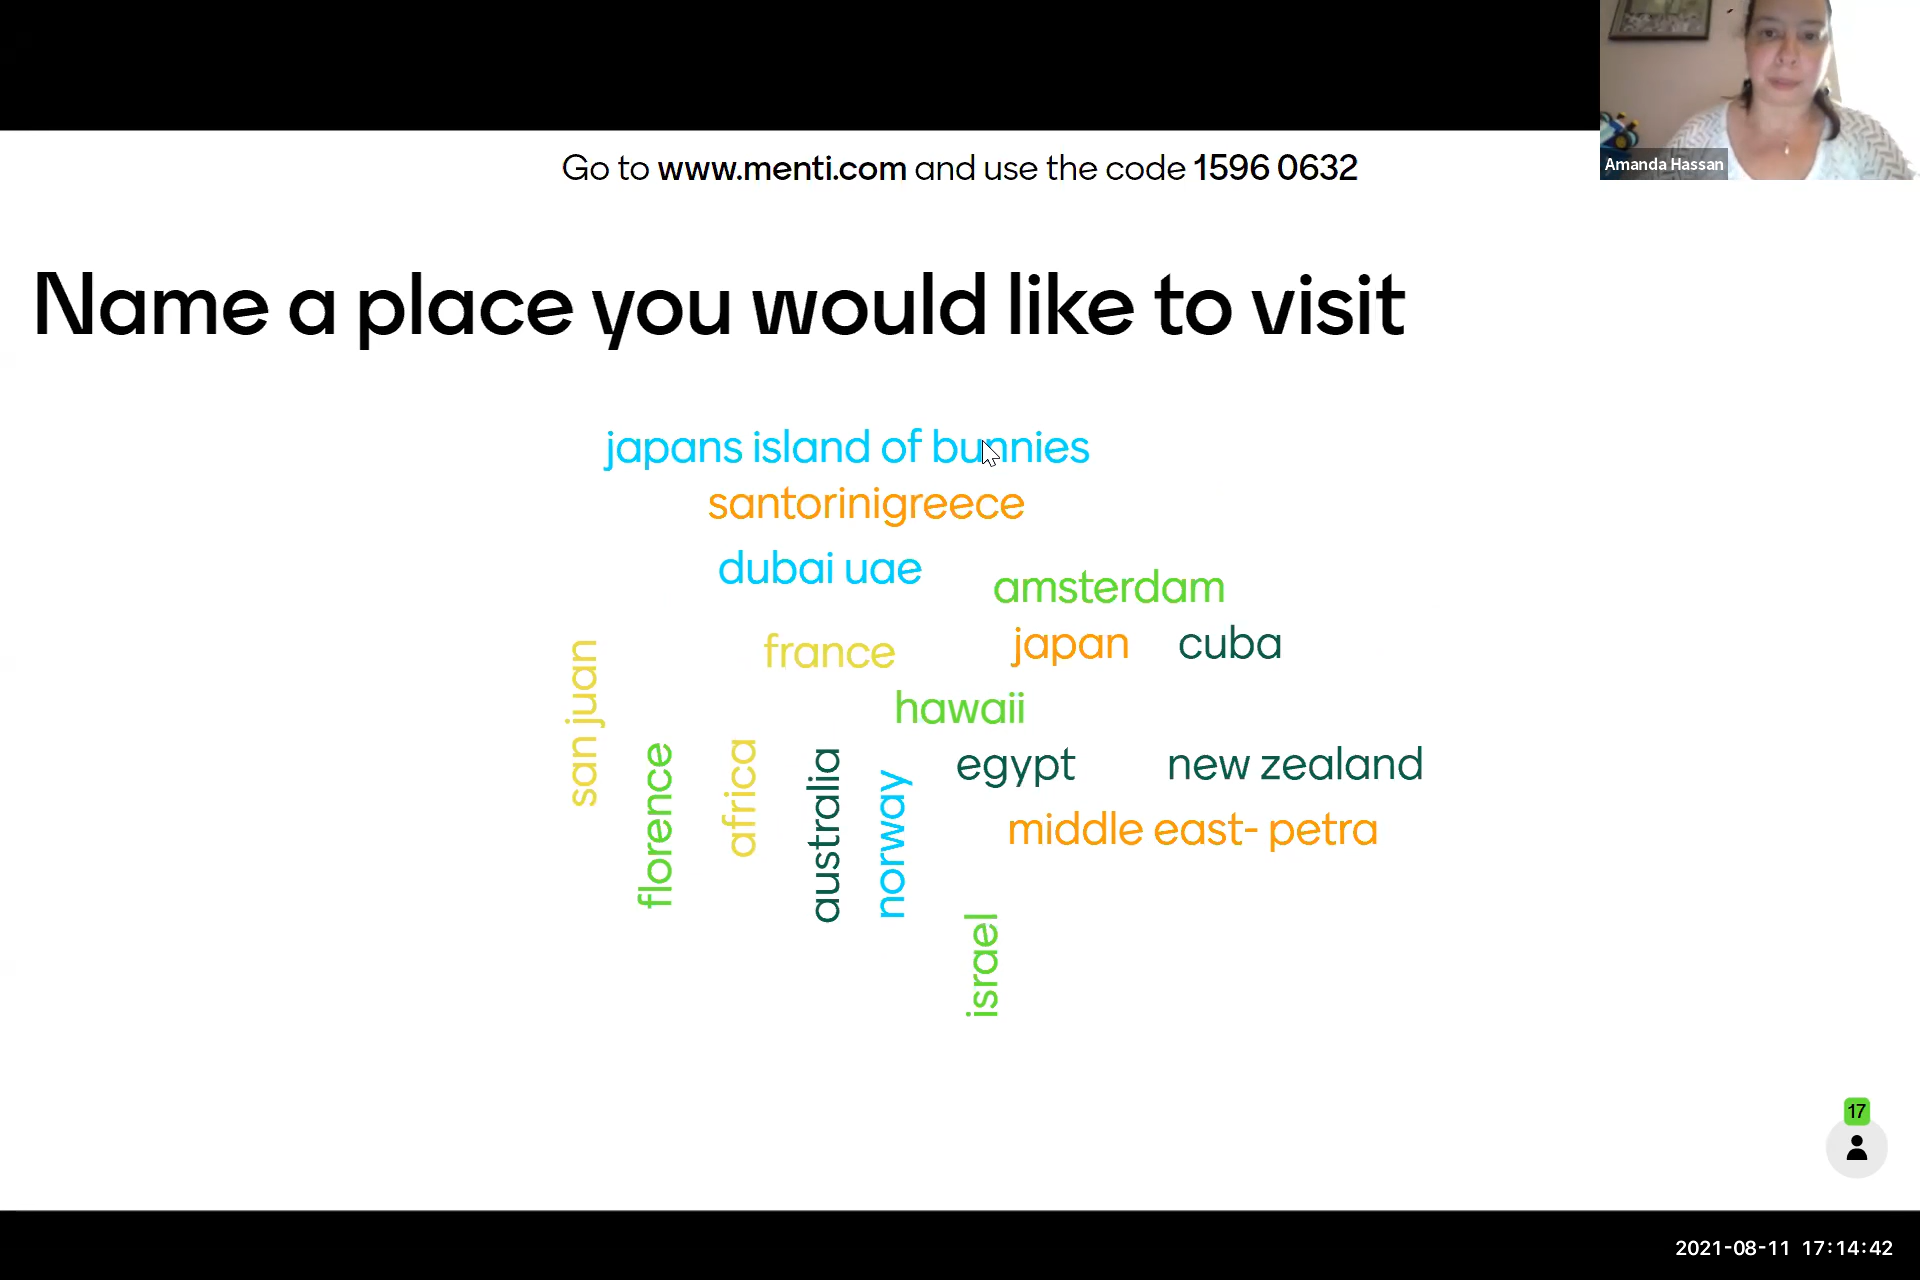 Amanda Hassan
Go to www.menti.com and use the code 1596 0632
Name a place you would like to visit
japans island of bunnies
santorinigreece
dubai uae
amsterdam
france
japan
cuba
san juan
hawaii
florence
africa
australia
norway
egypt
new zealand
middle east- petra
israel
17
2021-08-11 17:14:42